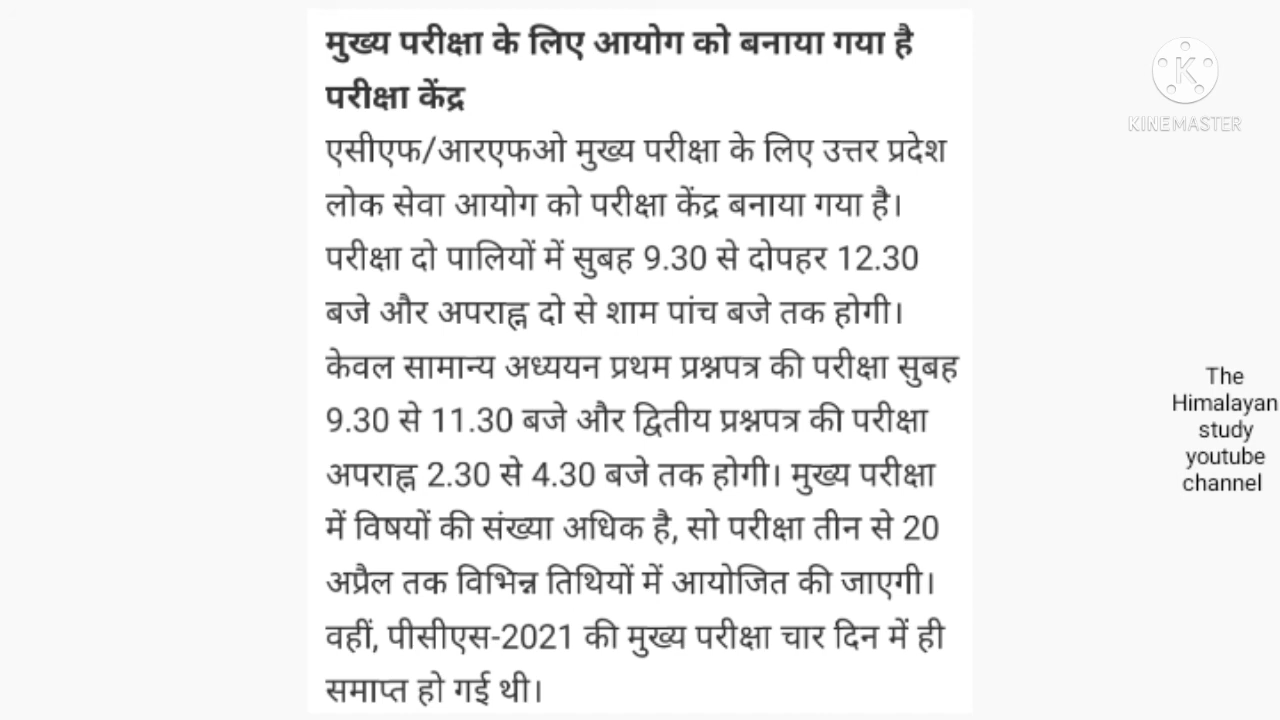 मुख्य परीक्षा के लिए आयोग को बनाया गया है
परीक्षा केंद्र
एसीएफ/आरएफओ मुख्य परीक्षा के लिए उत्तर प्रदेश
लोक सेवा आयोग को परीक्षा केंद्र बनाया गया है।
परीक्षा दो पालियों में सुबह 9.30 से दोपहर 12.30
बजे और अपराह्न दो से शाम पांच बजे तक होगी।
केवल सामान्य अध्ययन प्रथम प्रश्नपत्र की परीक्षा सुबह
9.30 से 11.30 बजे और द्वितीय प्रश्नपत्र की परीक्षा
अपराह्न 2.30 से 4.30 बजे तक होगी। मुख्य परीक्षा
में विषयों की संख्या अधिक है, सो परीक्षा तीन से 20
अप्रैल तक विभिन्न तिथियों में आयोजित की जाएगी।
वहीं, पीसीएस-2021 की मुख्य परीक्षा चार दिन में ही
समाप्त हो गई थी।
K
KINEMASTER
The
Himalayan
study
youtube
channel